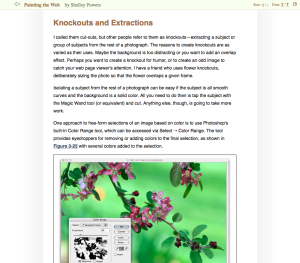 Painting the Web by Shelley Powers
Knockouts and Extractions
I called them cut-outs, but other people refer to them as knockouts—extracting a subject or
group of subjects from the rest of a photograph. The reasons to create knockouts are as
varied as their uses. Maybe the background is too distracting or you want to add an overlap
effect. Perhaps you want to create a knockout for humor, or to create an ad image to
catch your web page viewer's attention. I have a friend who uses flower knockouts,
deliberately sizing the photo so that the flower overlaps a given frame.
Isolating a subject from the rest of a photograph can be easy if the subject is all smooth
curves and the background is a solid color. All you need to do then is tap the subject with
the Magic Wand tool (or equivalent) and cut. Anything else, though, is going to take more
work.
One approach to free-form selections of an image based on color is to use Photoshop's
built-in Color Range tool, which can be accessed via Select → Color Range. The tool
provides eyedroppers for removing or adding colors to the final selection, as shown in
Figure 3-25 with several colors added to the selection.
Color Range